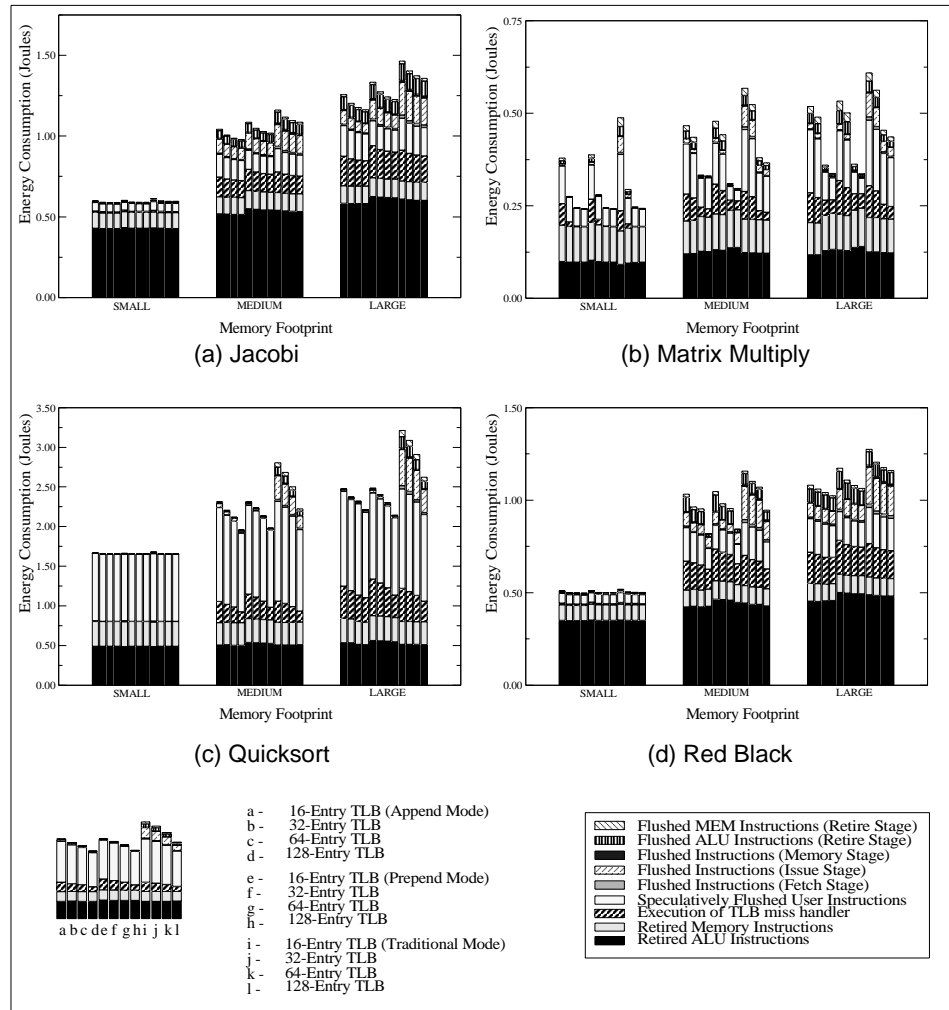 Energy Consumption (Joules)
1.50
1.00
0.50
0.00
SMALL MEDIUM LARGE
Memory Footprint
(a) Jacobi
Energy Consumption (Joules)
0.75
0.50
0.25
0.00
SMALL MEDIUM LARGE
Memory Footprint
(b) Matrix Multiply
Energy Consumption (Joules)
3.50
3.00
2.50
2.00
1.50
1.00
0.50
0.00
SMALL MEDIUM LARGE
Memory Footprint
(c) Quicksort
Energy Consumption (Joules)
1.50
1.00
0.50
0.00
SMALL MEDIUM LARGE
Memory Footprint
(d) Red Black
a b c d e f g h i j k l
a - 16-Entry TLB (Append Mode)
b - 32-Entry TLB
c - 64-Entry TLB
d - 128-Entry TLB
e - 16-Entry TLB (Prepend Mode)
f - 32-Entry TLB
g - 64-Entry TLB
h - 128-Entry TLB
i - 16-Entry TLB (Traditional Mode)
j - 32-Entry TLB
k - 64-Entry TLB
l - 128-Entry TLB
Flushed MEM Instructions (Retire Stage)
Flushed ALU Instructions (Retire Stage)
Flushed Instructions (Memory Stage)
Flushed Instructions (Issue Stage)
Flushed Instructions (Fetch Stage)
Speculatively Flushed User Instructions
Execution of TLB miss handler
Retired Memory Instructions
Retired ALU Instructions